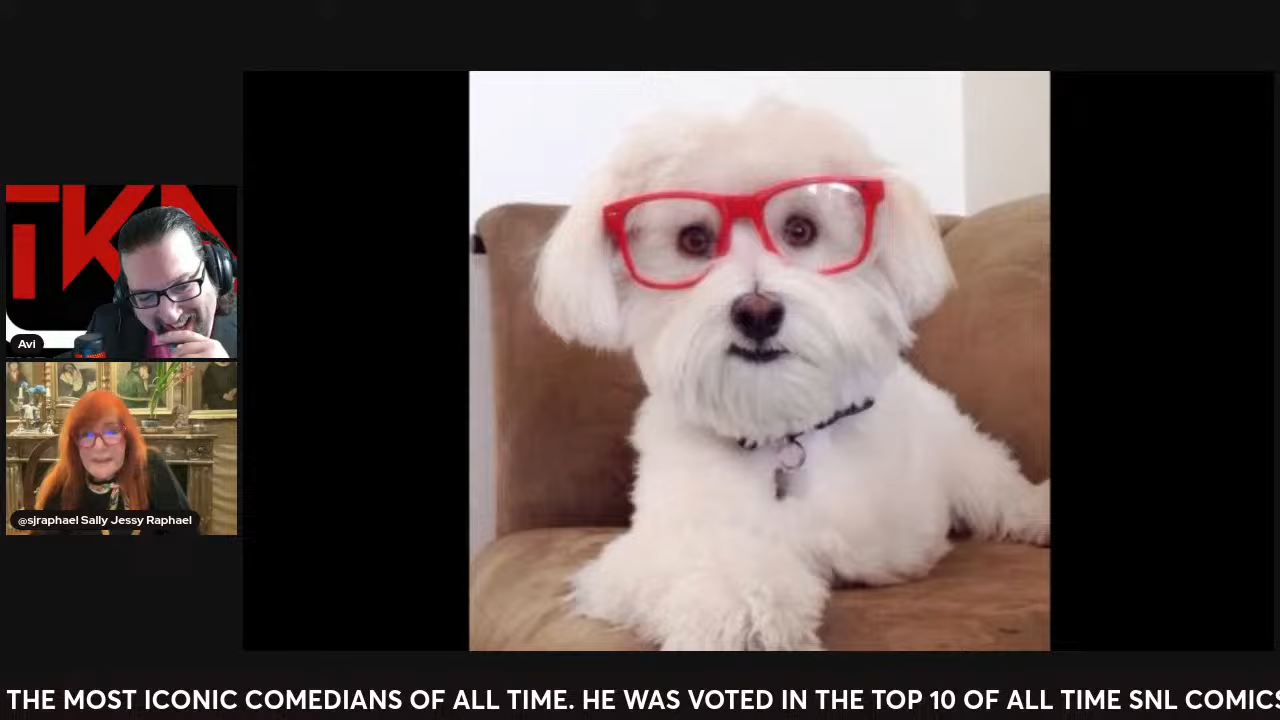 TKN
Avi
@sjraphael Sally Jessy Raphael
THE MOST ICONIC COMEDIANS OF ALL TIME. HE WAS VOTED IN THE TOP 10 OF ALL TIME SNL COMICS